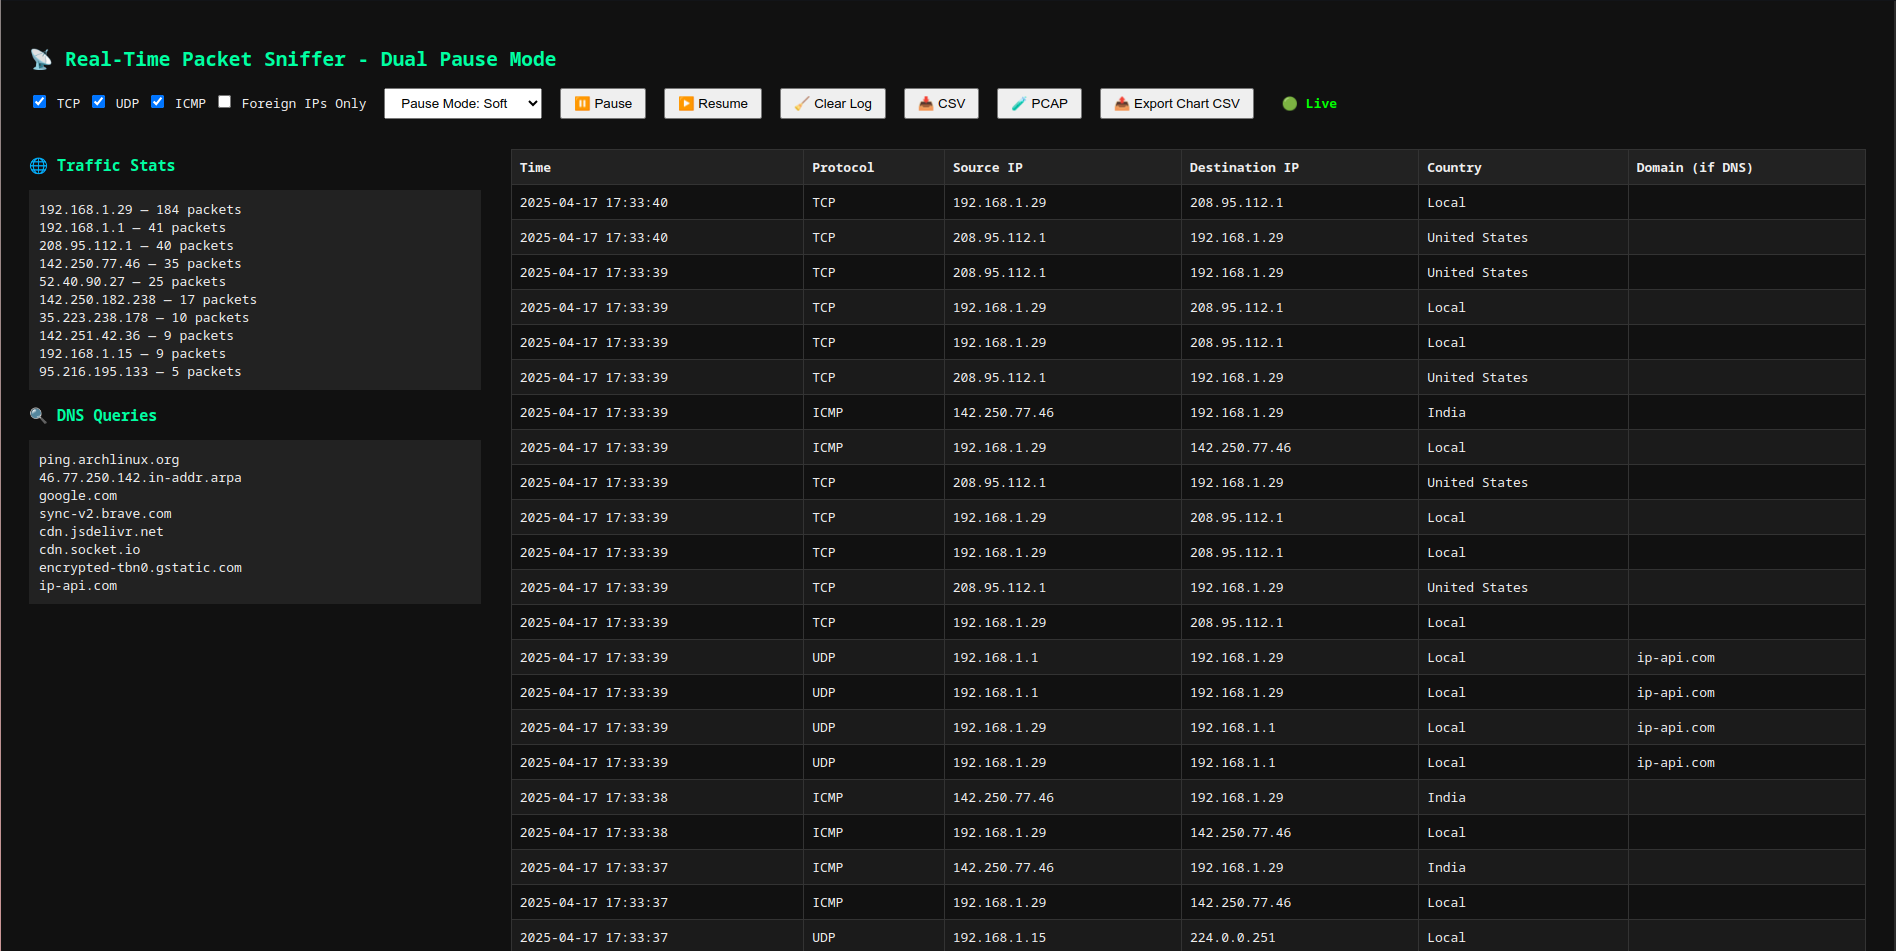 📡 Real-Time Packet Sniffer - Dual Pause Mode
TCP UDP ICMP Foreign IPs Only Pause Mode: Soft ⏸️ Pause ▶️ Resume 🧹 Clear Log 📥 CSV 🧪 PCAP 📤 Export Chart CSV 🟢 Live
🌐 Traffic Stats
192.168.1.29 — 184 packets
192.168.1.1 — 41 packets
208.95.112.1 — 40 packets
142.250.77.46 — 35 packets
52.40.90.27 — 25 packets
142.250.182.238 — 17 packets
35.223.238.178 — 10 packets
142.251.42.36 — 9 packets
192.168.1.15 — 9 packets
95.216.195.133 — 5 packets
🔍 DNS Queries
ping.archlinux.org
46.77.250.142.in-addr.arpa
google.com
sync-v2.brave.com
cdn.jsdelivr.net
cdn.socket.io
encrypted-tbn0.gstatic.com
ip-api.com
Time Protocol Source IP Destination IP Country Domain (if DNS)
2025-04-17 17:33:40 TCP 192.168.1.29 208.95.112.1 Local
2025-04-17 17:33:40 TCP 208.95.112.1 192.168.1.29 United States
2025-04-17 17:33:39 TCP 208.95.112.1 192.168.1.29 United States
2025-04-17 17:33:39 TCP 192.168.1.29 208.95.112.1 Local
2025-04-17 17:33:39 TCP 192.168.1.29 208.95.112.1 Local
2025-04-17 17:33:39 TCP 208.95.112.1 192.168.1.29 United States
2025-04-17 17:33:39 ICMP 142.250.77.46 192.168.1.29 India
2025-04-17 17:33:39 ICMP 192.168.1.29 142.250.77.46 Local
2025-04-17 17:33:39 TCP 208.95.112.1 192.168.1.29 United States
2025-04-17 17:33:39 TCP 192.168.1.29 208.95.112.1 Local
2025-04-17 17:33:39 TCP 192.168.1.29 208.95.112.1 Local
2025-04-17 17:33:39 TCP 208.95.112.1 192.168.1.29 United States
2025-04-17 17:33:39 TCP 192.168.1.29 208.95.112.1 Local
2025-04-17 17:33:39 UDP 192.168.1.1 192.168.1.29 Local ip-api.com
2025-04-17 17:33:39 UDP 192.168.1.1 192.168.1.29 Local ip-api.com
2025-04-17 17:33:39 UDP 192.168.1.29 192.168.1.1 Local ip-api.com
2025-04-17 17:33:39 UDP 192.168.1.29 192.168.1.1 Local ip-api.com
2025-04-17 17:33:38 ICMP 142.250.77.46 192.168.1.29 India
2025-04-17 17:33:38 ICMP 192.168.1.29 142.250.77.46 Local
2025-04-17 17:33:37 ICMP 142.250.77.46 192.168.1.29 India
2025-04-17 17:33:37 ICMP 192.168.1.29 142.250.77.46 Local
2025-04-17 17:33:37 UDP 192.168.1.15 224.0.0.251 Local